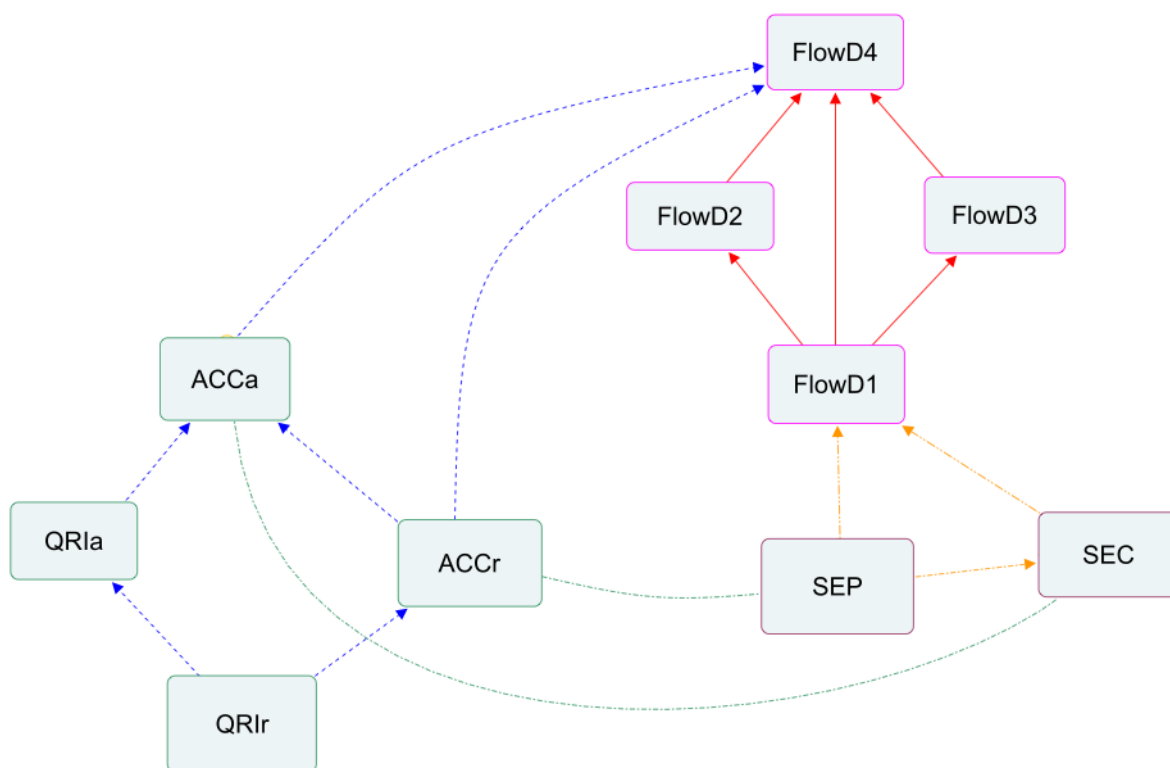 FlowD4
FlowD2
FlowD3
ACCa
FlowD1
QRIa
ACCr
SEP
SEC
QRIr